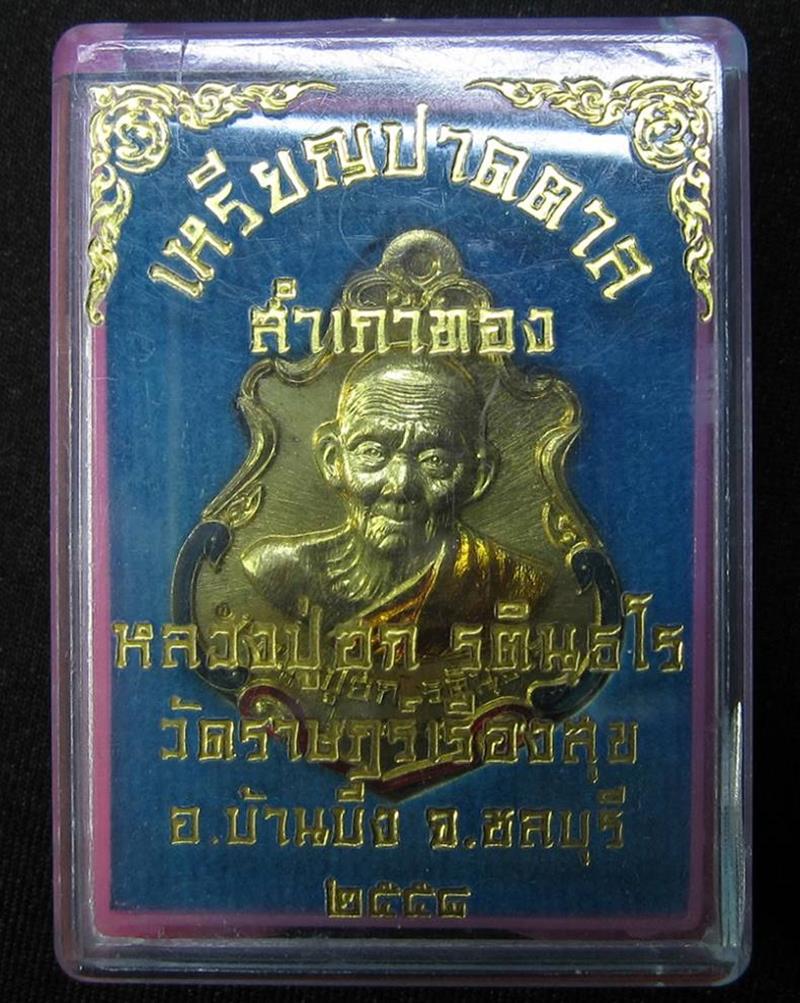 เหรียญปาดตาล
สำเภาทอง
หลวงปู่ฮก รตินฺธโร
วัดราษฎร์เรืองสุข
อ.บ้านบึง จ.ชลบุรี
๒๕๕๘